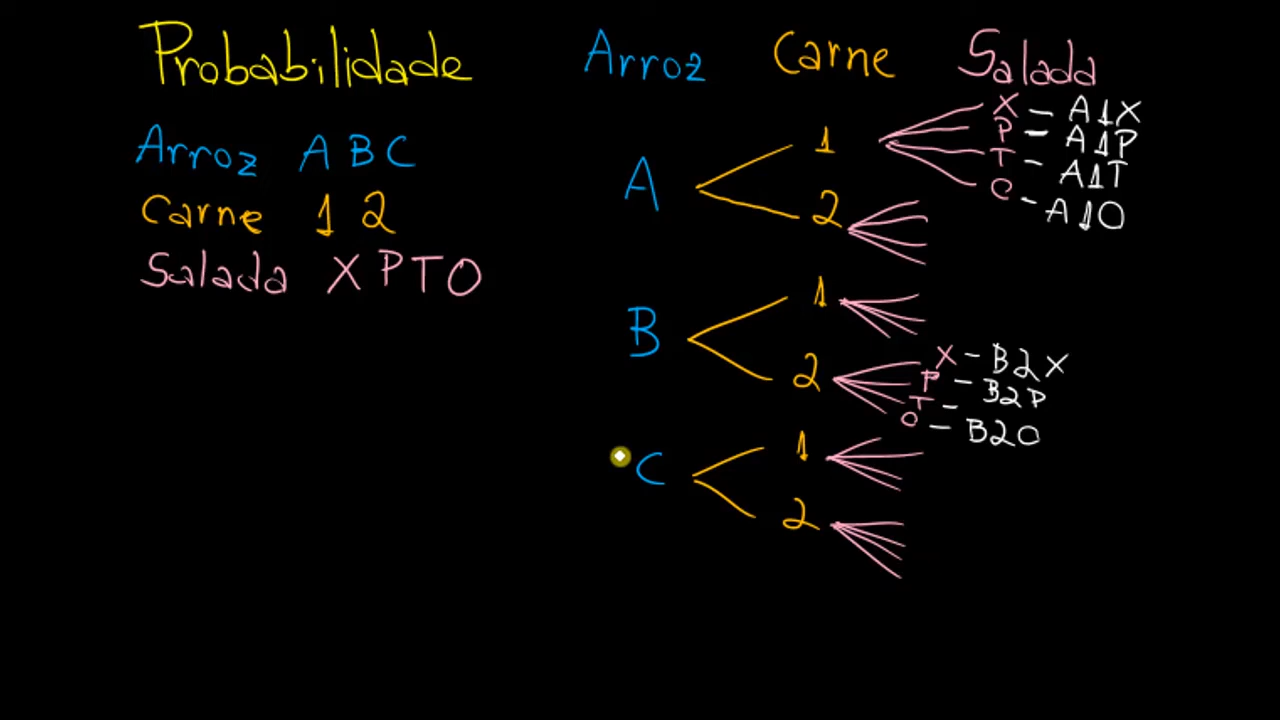 Probabilidade
Arroz A B C
Carne 1 2
Salada X P T O
Arroz Carne Salada
A
1
X - A1X
P - A1P
T - A1T
O - A1O
2
B
1
2
X - B2X
P - B2P
T -
O - B2O
C
1
2